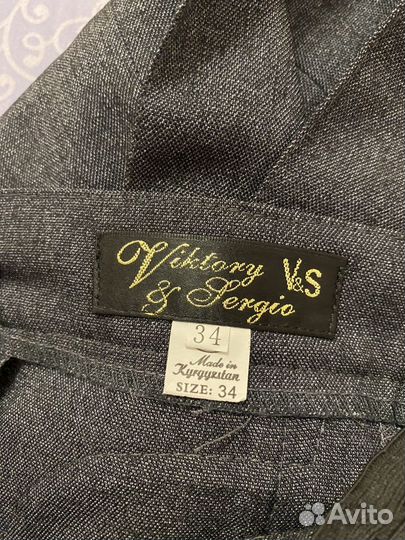 Viktory V&S
& Sergio
34
Made in
Kyrgyzstan
SIZE: 34
Avito